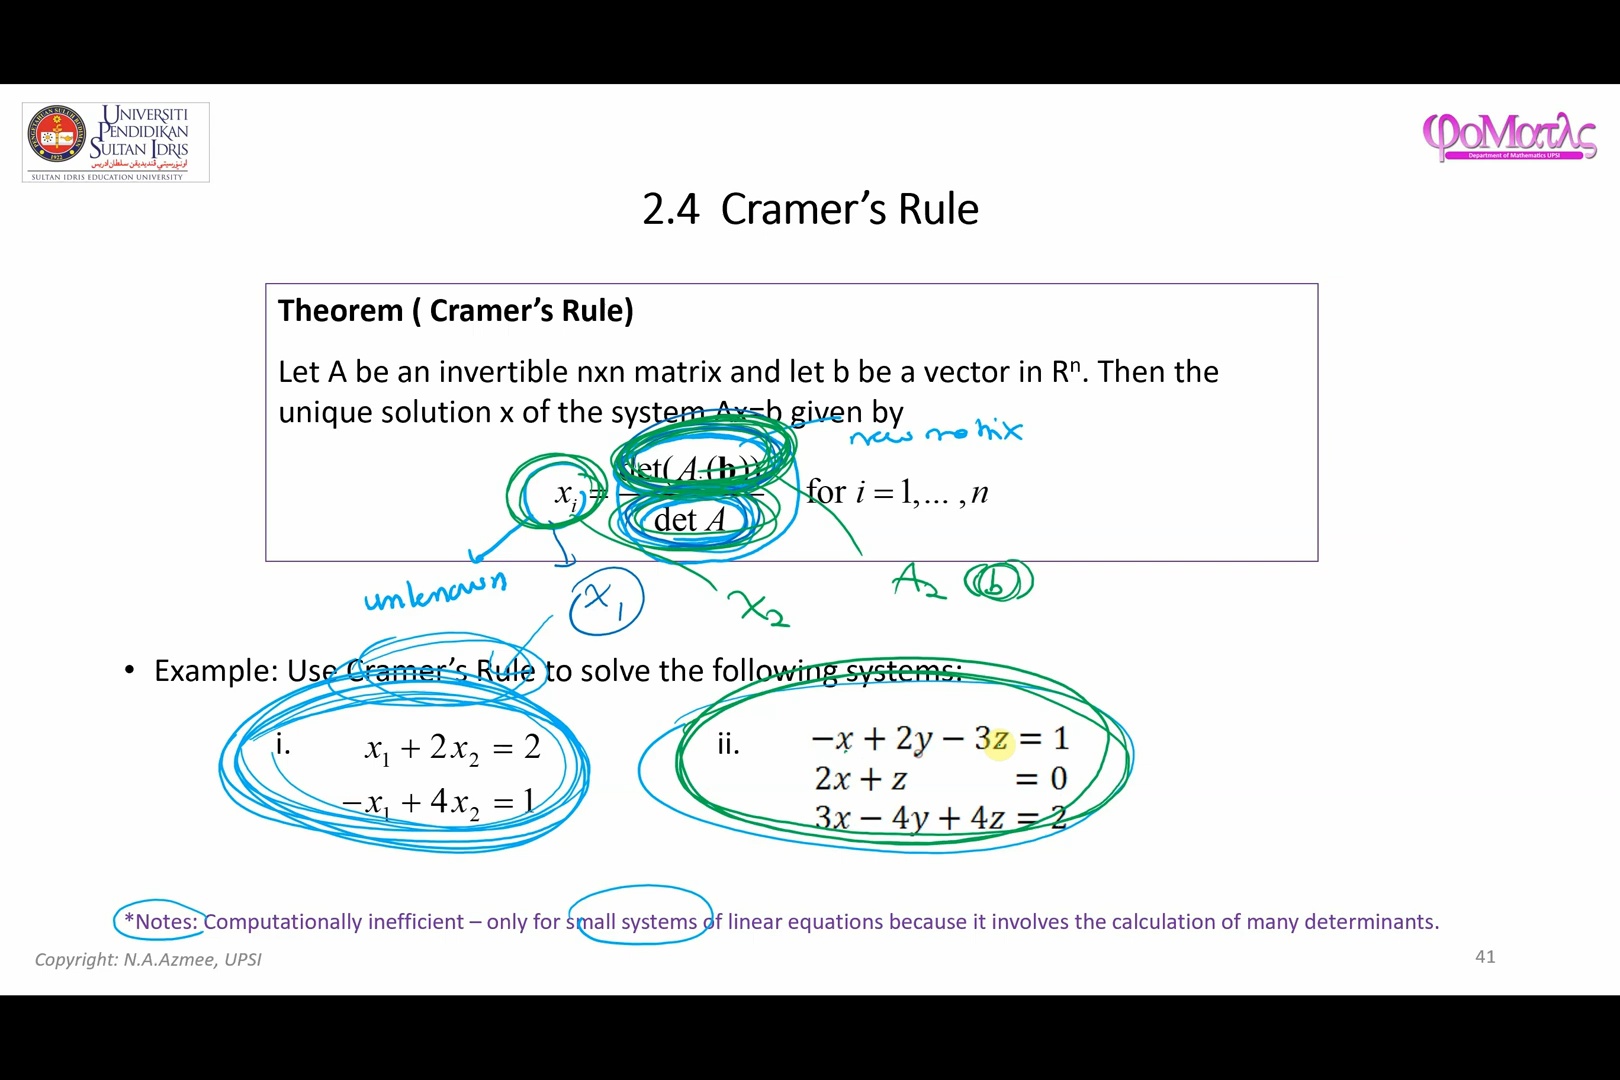 UNIVERSITI
PENDIDIKAN
SULTAN IDRIS
اونيۏرسيتي ڤنديديقن سلطان ادريس
SULTAN IDRIS EDUCATION UNIVERSITY
φοΜατλς
Department of Mathematics UPSI
2.4 Cramer’s Rule
Theorem ( Cramer’s Rule)
Let A be an invertible nxn matrix and let b be a vector in Rⁿ. Then the
unique solution x of the system Ax=b given by
new matrix
xᵢ = det(Aᵢ(b)) / det A for i = 1,... , n
unknown
x₁
x₂
A₂ (b)
• Example: Use Cramer’s Rule to solve the following systems:
i.
x₁ + 2x₂ = 2
−x₁ + 4x₂ = 1
ii.
−x + 2y − 3z = 1
2x + z = 0
3x − 4y + 4z = 2
*Notes: Computationally inefficient – only for small systems of linear equations because it involves the calculation of many determinants.
Copyright: N.A.Azmee, UPSI
41